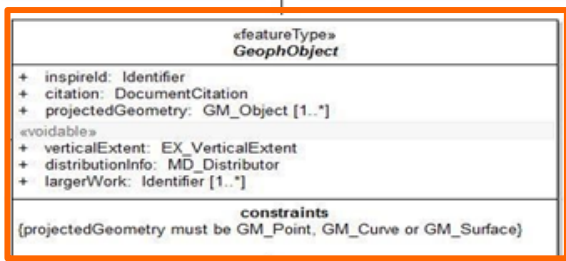 «featureType»
GeophObject
+ inspireId: Identifier
+ citation: DocumentCitation
+ projectedGeometry: GM_Object [1..*]
«voidable»
+ verticalExtent: EX_VerticalExtent
+ distributionInfo: MD_Distributor
+ largerWork: Identifier [1..*]
constraints
{projectedGeometry must be GM_Point, GM_Curve or GM_Surface}